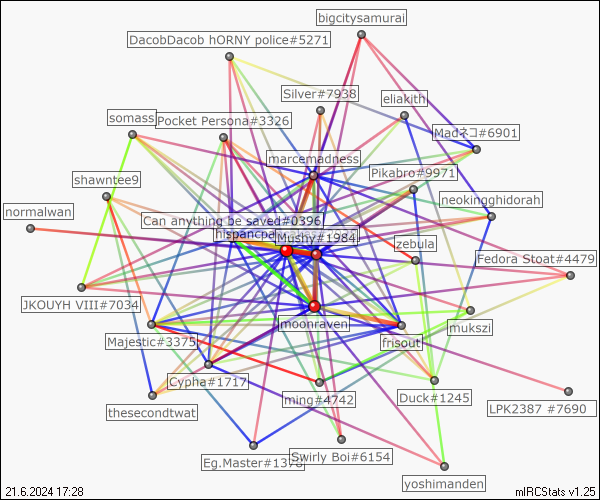 bigcitysamurai
DacobDacob hORNY police#5271
Silver#7938
eliakith
somass
Pocket Persona#3326
Madネコ#6901
marcemadness
Pikabro#9971
shawntee9
neokingghidorah
normalwan
Can anything be saved#0396
Mushy#1984
zebula
Fedora Stoat#4479
JKOUYH VIII#7034
moonraven
mukszi
Majestic#3375
frisout
Cypha#1717
ming#4742
Duck#1245
LPK2387 #7690
thesecondtwat
Eg.Master#1378
Swirly Boi#6154
yoshimanden
21.6.2024 17:28
mIRCStats v1.25